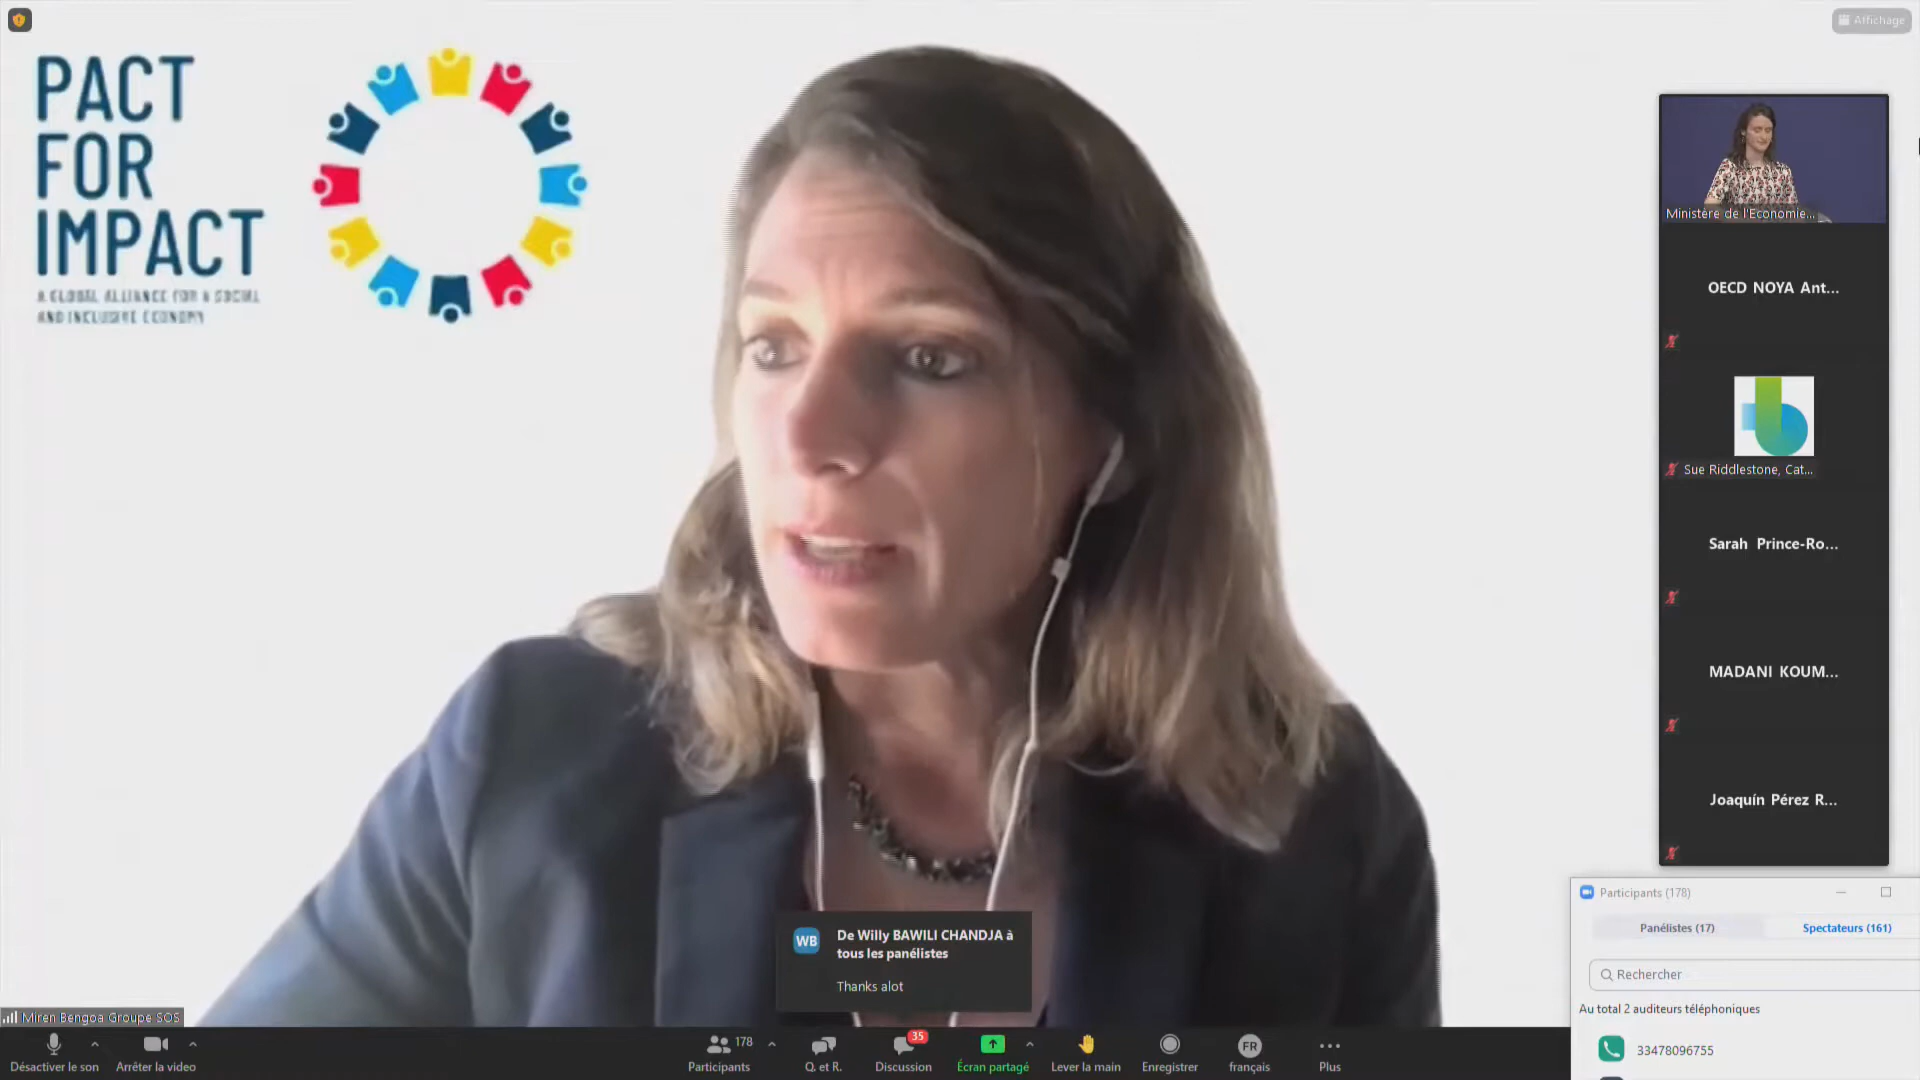 Affichage
PACT
FOR
IMPACT
A GLOBAL ALLIANCE FOR A SOCIAL
AND INCLUSIVE ECONOMY
Ministère de l'Economie...
OECD NOYA Ant...
Sue Riddlestone, Cat...
Sarah Prince-Ro...
MADANI KOUM...
Joaquín Pérez R...
Participants (178)
Panélistes (17)
Spectateurs (161)
Rechercher
Au total 2 auditeurs téléphoniques
33478096755
WB
De Willy BAWILI CHANDJA à
tous les panélistes
Thanks alot
Miren Bengoa Groupe SOS
Désactiver le son
Arrêter la video
178
Participants
Q. et R.
35
Discussion
Écran partagé
Lever la main
Enregistrer
FR
français
Plus